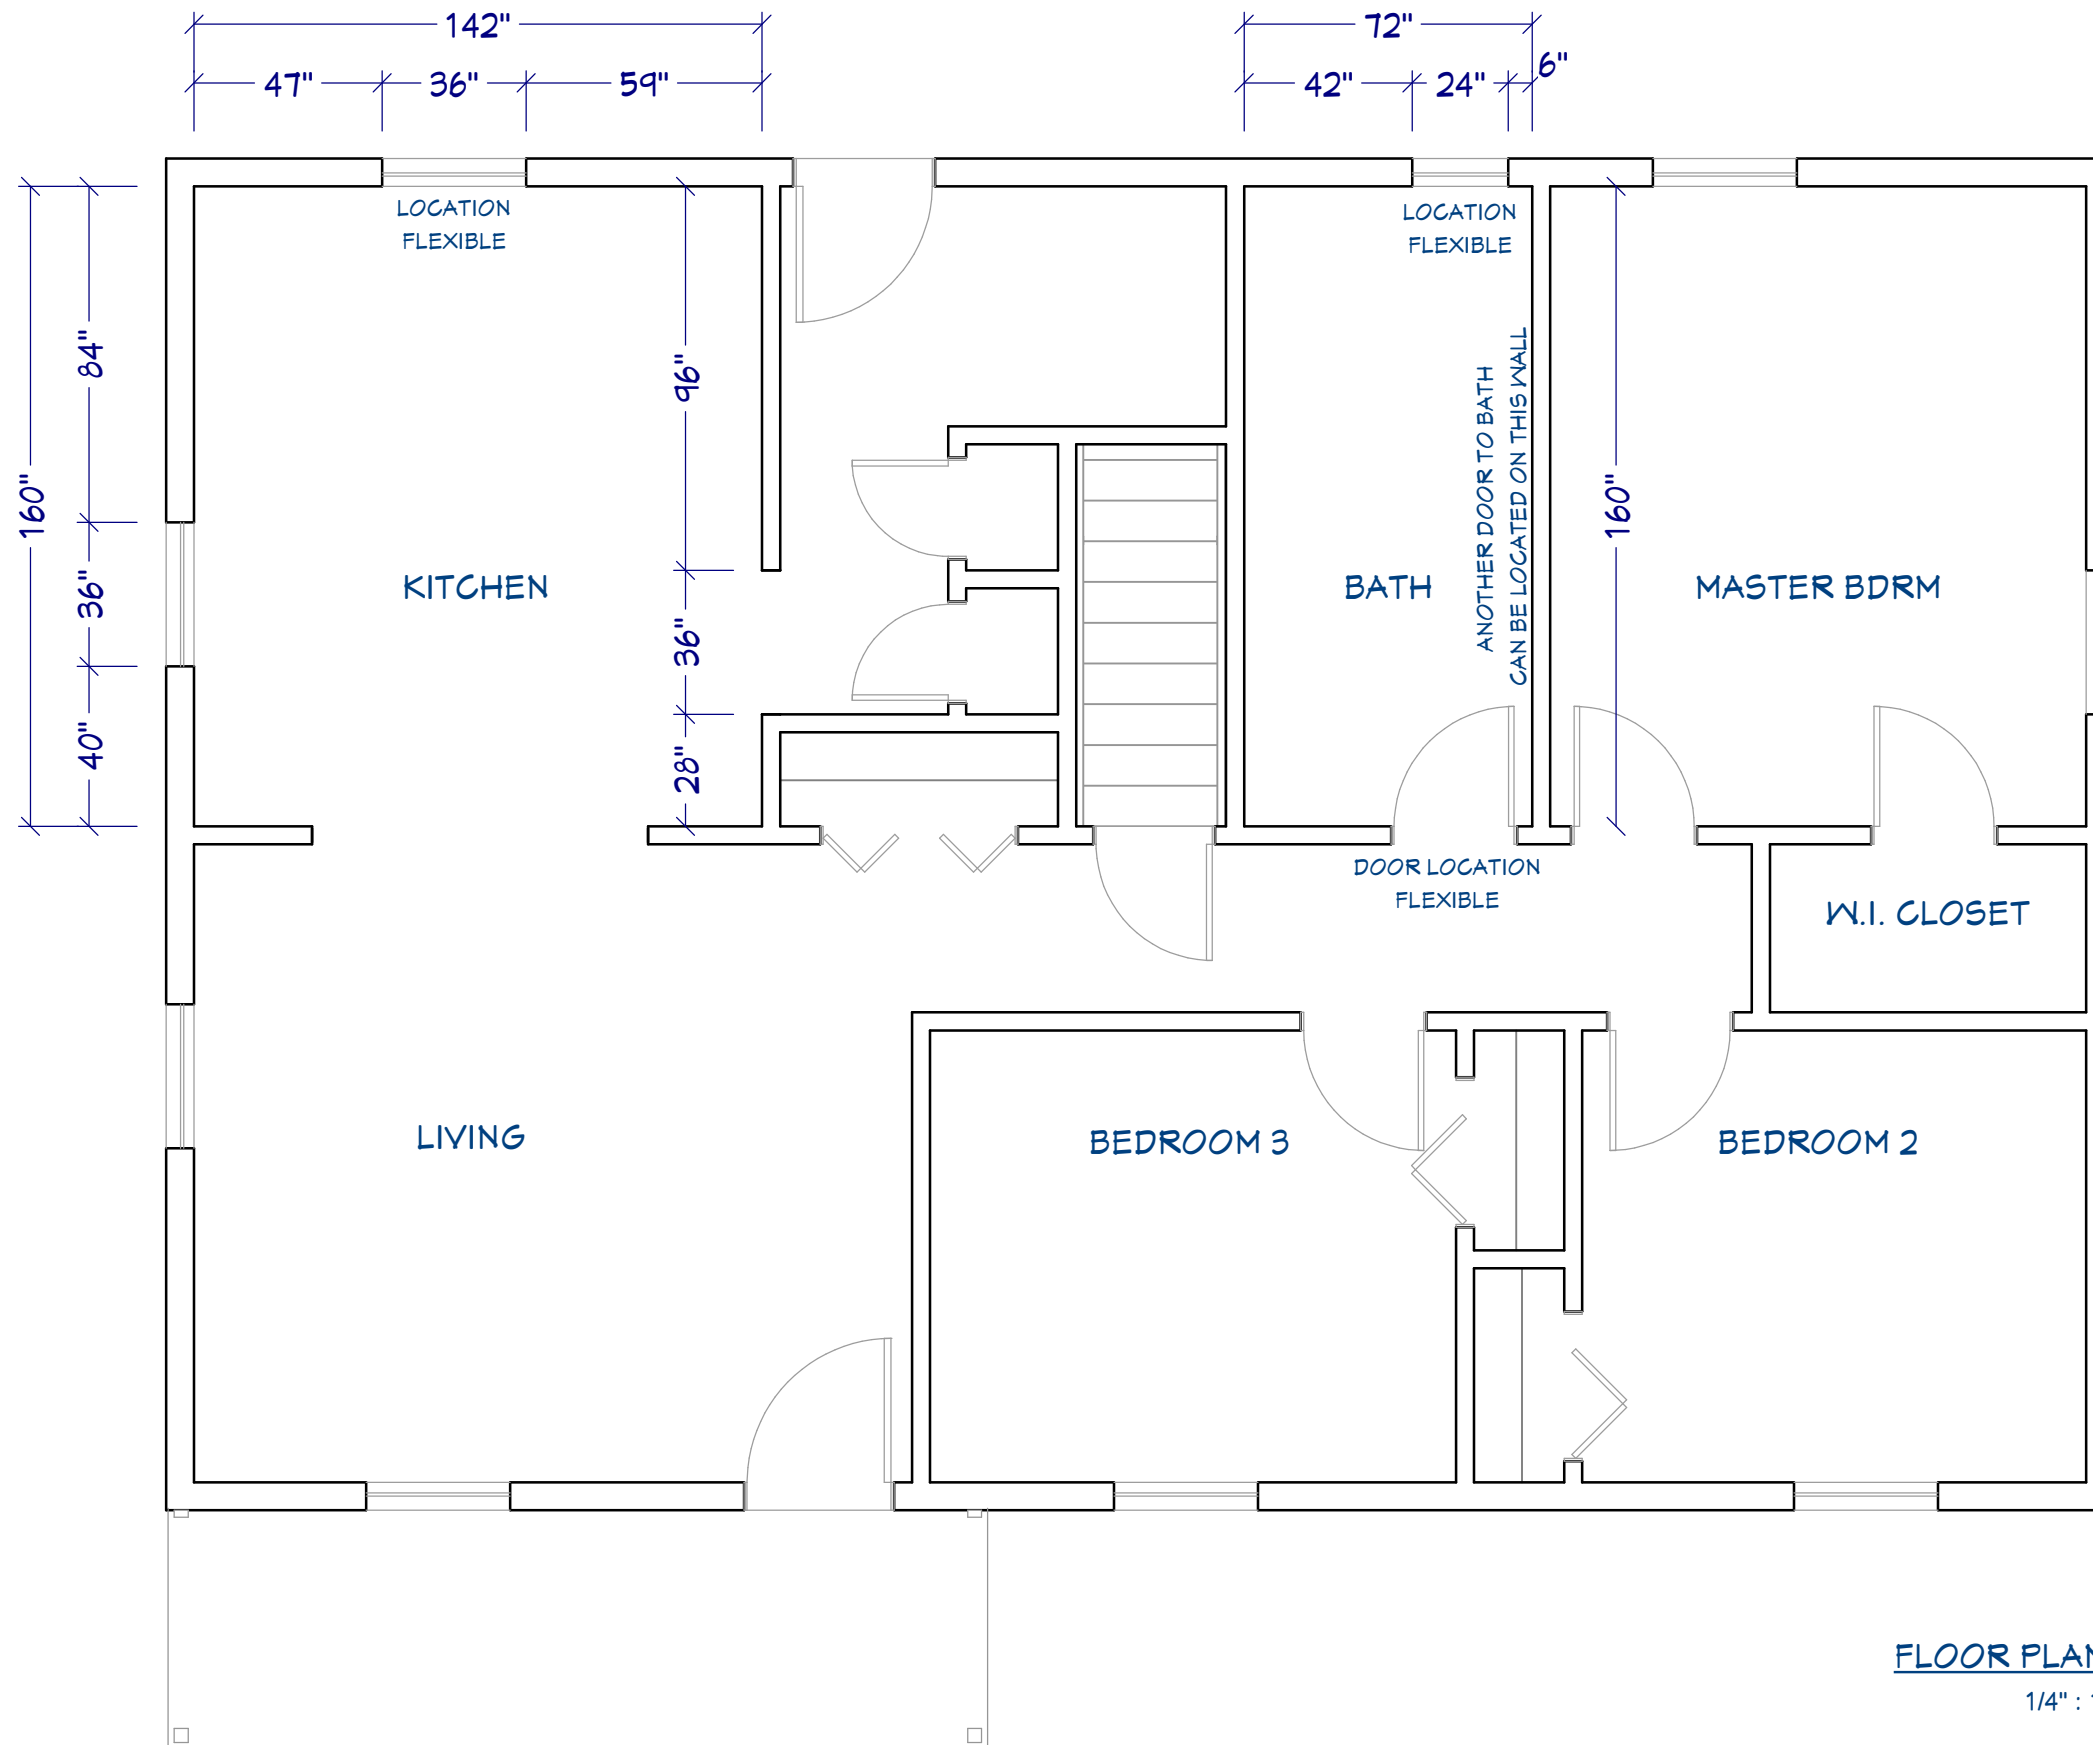 142"
72"
6"
47"
36"
59"
42"
24"
LOCATION
FLEXIBLE
LOCATION
FLEXIBLE
84"
96"
ANOTHER DOOR TO BATH
CAN BE LOCATED ON THIS WALL
160"
160"
36"
KITCHEN
BATH
MASTER BDRM
36"
40"
28"
DOOR LOCATION
FLEXIBLE
W.I. CLOSET
LIVING
BEDROOM 3
BEDROOM 2
FLOOR PLAN
1/4" :